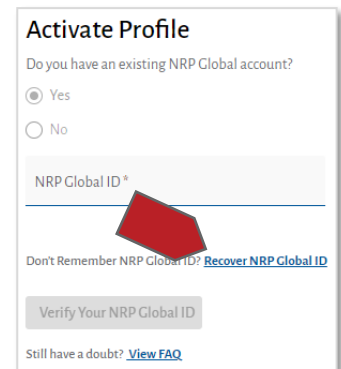 Activate Profile
Do you have an existing NRP Global account?
Yes
No
NRP Global ID *
Don't Remember NRP Global ID? Recover NRP Global ID
Verify Your NRP Global ID
Still have a doubt? View FAQ